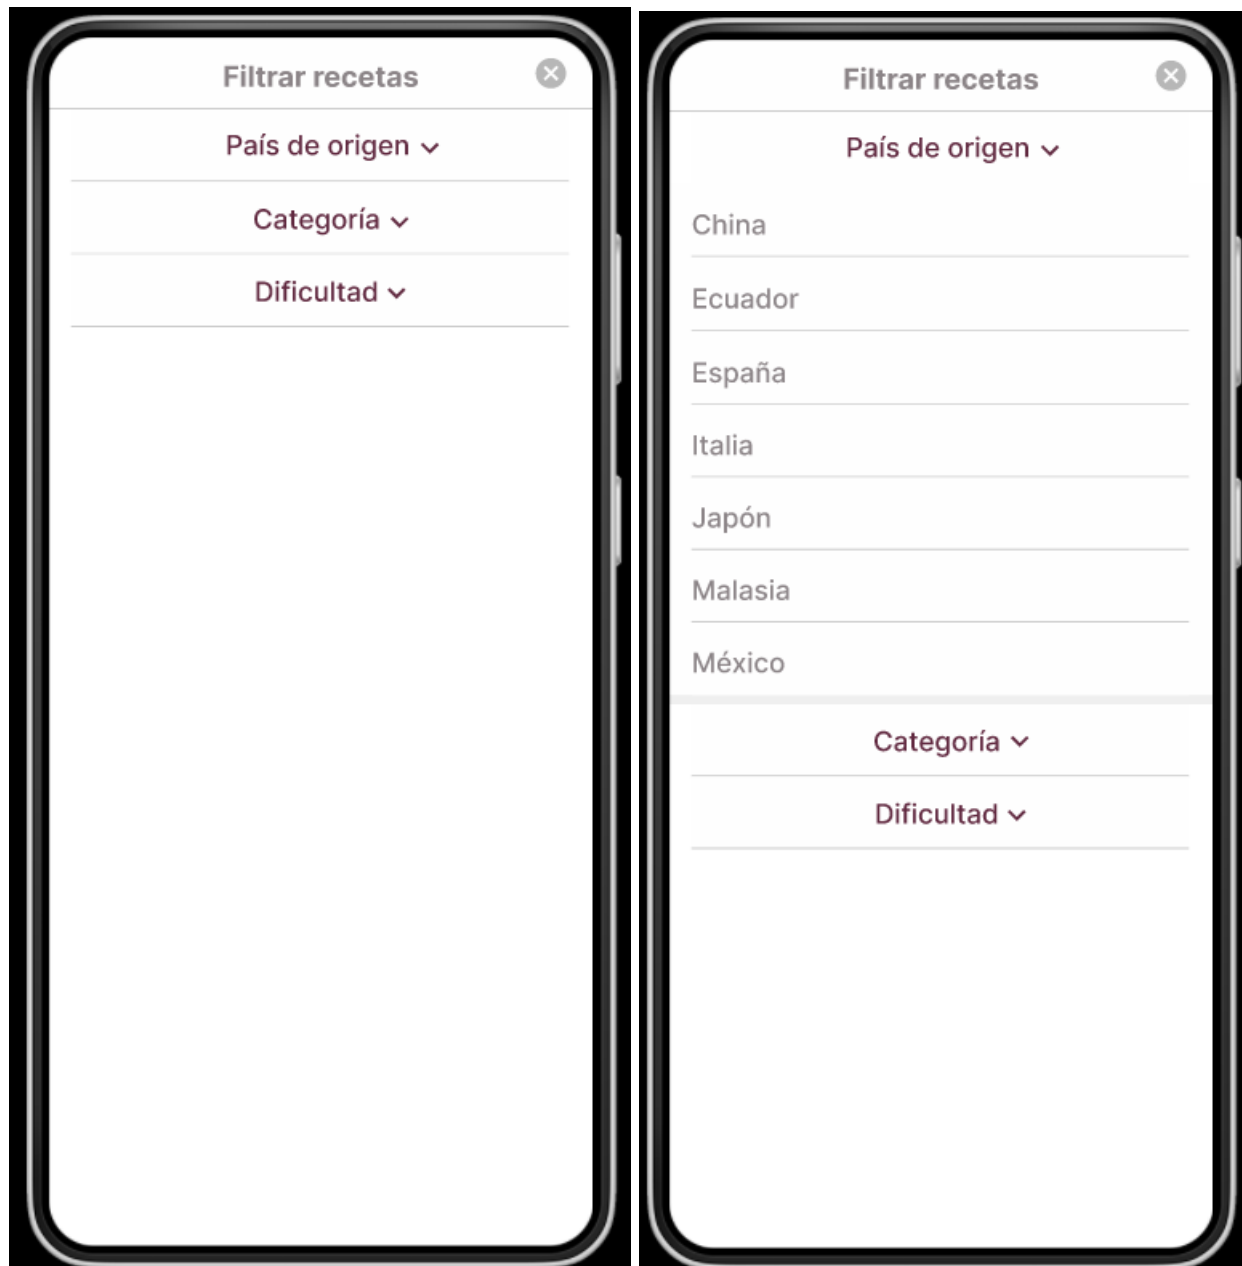 Filtrar recetas
País de origen
Categoría
Dificultad
Filtrar recetas
País de origen
China
Ecuador
España
Italia
Japón
Malasia
México
Categoría
Dificultad